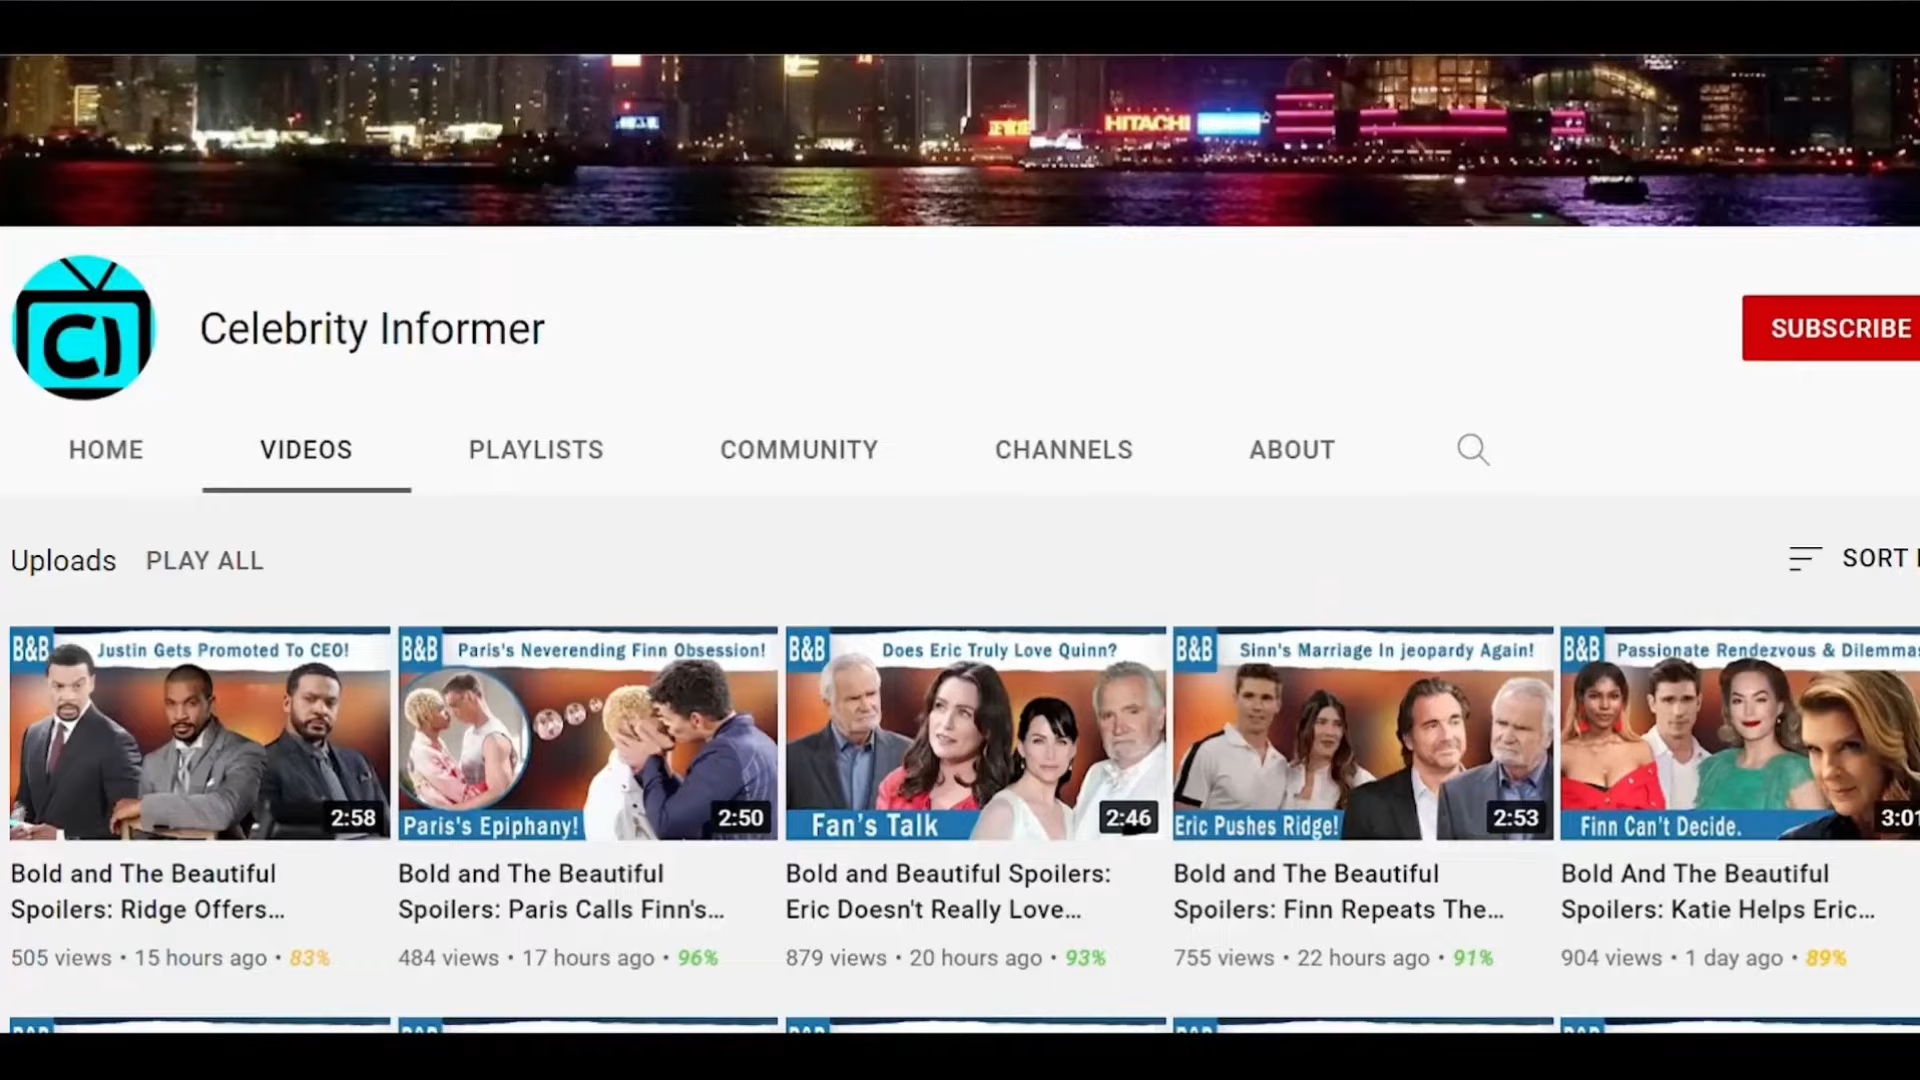 正官庄
HITACHI
CI
Celebrity Informer
SUBSCRIBE
HOME
VIDEOS
PLAYLISTS
COMMUNITY
CHANNELS
ABOUT
Uploads
PLAY ALL
SORT
B&B
Justin Gets Promoted To CEO!
2:58
B&B
Paris's Neverending Finn Obsession!
Paris's Epiphany!
2:50
B&B
Does Eric Truly Love Quinn?
Fan's Talk
2:46
B&B
Sinn's Marriage In jeopardy Again!
Eric Pushes Ridge!
2:53
B&B
Passionate Rendezvous & Dilemmas
Finn Can't Decide.
3:01
Bold and The Beautiful
Spoilers: Ridge Offers...
505 views • 15 hours ago • 83%
Bold and The Beautiful
Spoilers: Paris Calls Finn's...
484 views • 17 hours ago • 96%
Bold and Beautiful Spoilers:
Eric Doesn't Really Love...
879 views • 20 hours ago • 93%
Bold and The Beautiful
Spoilers: Finn Repeats The...
755 views • 22 hours ago • 91%
Bold And The Beautiful
Spoilers: Katie Helps Eric...
904 views • 1 day ago • 89%
B&B
B&B
B&B
B&B
B&B